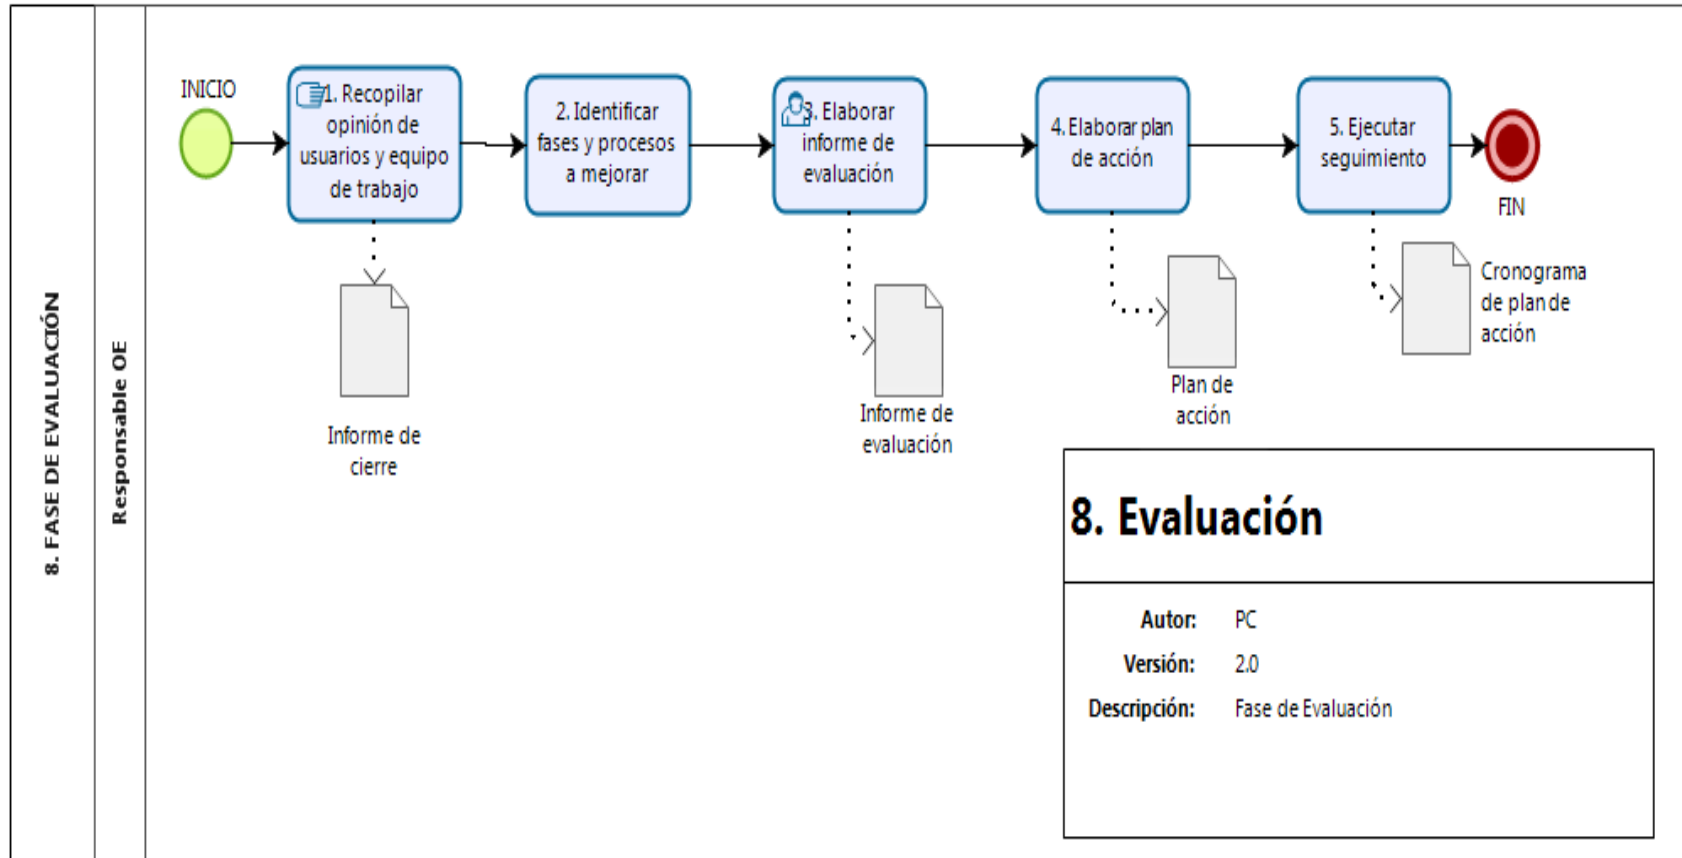 8. FASE DE EVALUACIÓN
Responsable OE
INICIO
1. Recopilar
opinión de
usuarios y equipo
de trabajo
2. Identificar
fases y procesos
a mejorar
3. Elaborar
informe de
evaluación
4. Elaborar plan
de acción
5. Ejecutar
seguimiento
FIN
Informe de
cierre
Informe de
evaluación
Plan de
acción
Cronograma
de plan de
acción
8. Evaluación
Autor: PC
Versión: 2.0
Descripción: Fase de Evaluación